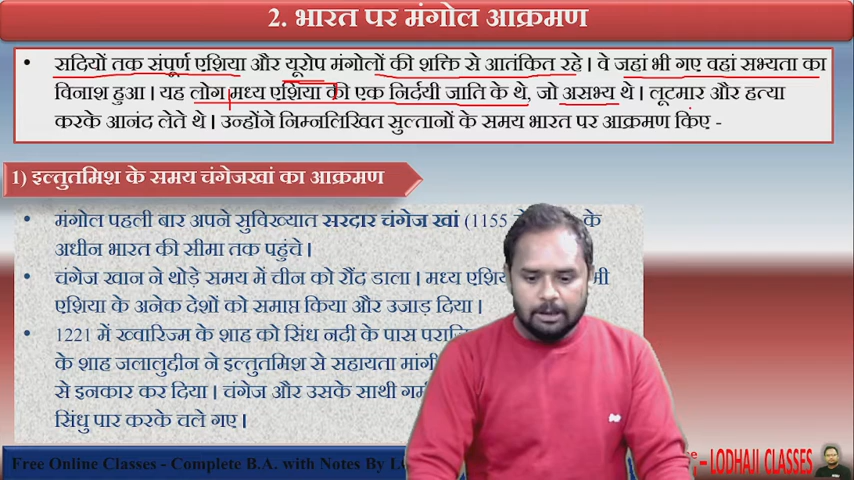 2. भारत पर मंगोल आक्रमण
• सदियों तक संपूर्ण एशिया और यूरोप मंगोलों की शक्ति से आतंकित रहे। वे जहां भी गए वहां सभ्यता का
विनाश हुआ। यह लोग मध्य एशिया की एक निर्दयी जाति के थे, जो असभ्य थे। लूटमार और हत्या
करके आनंद लेते थे। उन्होंने निम्नलिखित सुल्तानों के समय भारत पर आक्रमण किए -
1) इल्तुतमिश के समय चंगेजखां का आक्रमण
• मंगोल पहली बार अपने सुविख्यात सरदार चंगेज खां (1155 के
अधीन भारत की सीमा तक पहुंचे।
• चंगेज खान ने थोड़े समय में चीन को रौंद डाला। मध्य
एशिया के अनेक देशों को समाप्त किया और उजाड़ दिया।
• 1221 में ख्वारिज्म के शाह को सिंध नदी के पास
के शाह जलालुद्दीन ने इल्तुतमिश से सहायता
से इनकार कर दिया। चंगेज और उसके साथी
सिंधु पार करके चले गए।
Free Online Classes - Complete B.A. with Notes By – LODHAJI CLASSES